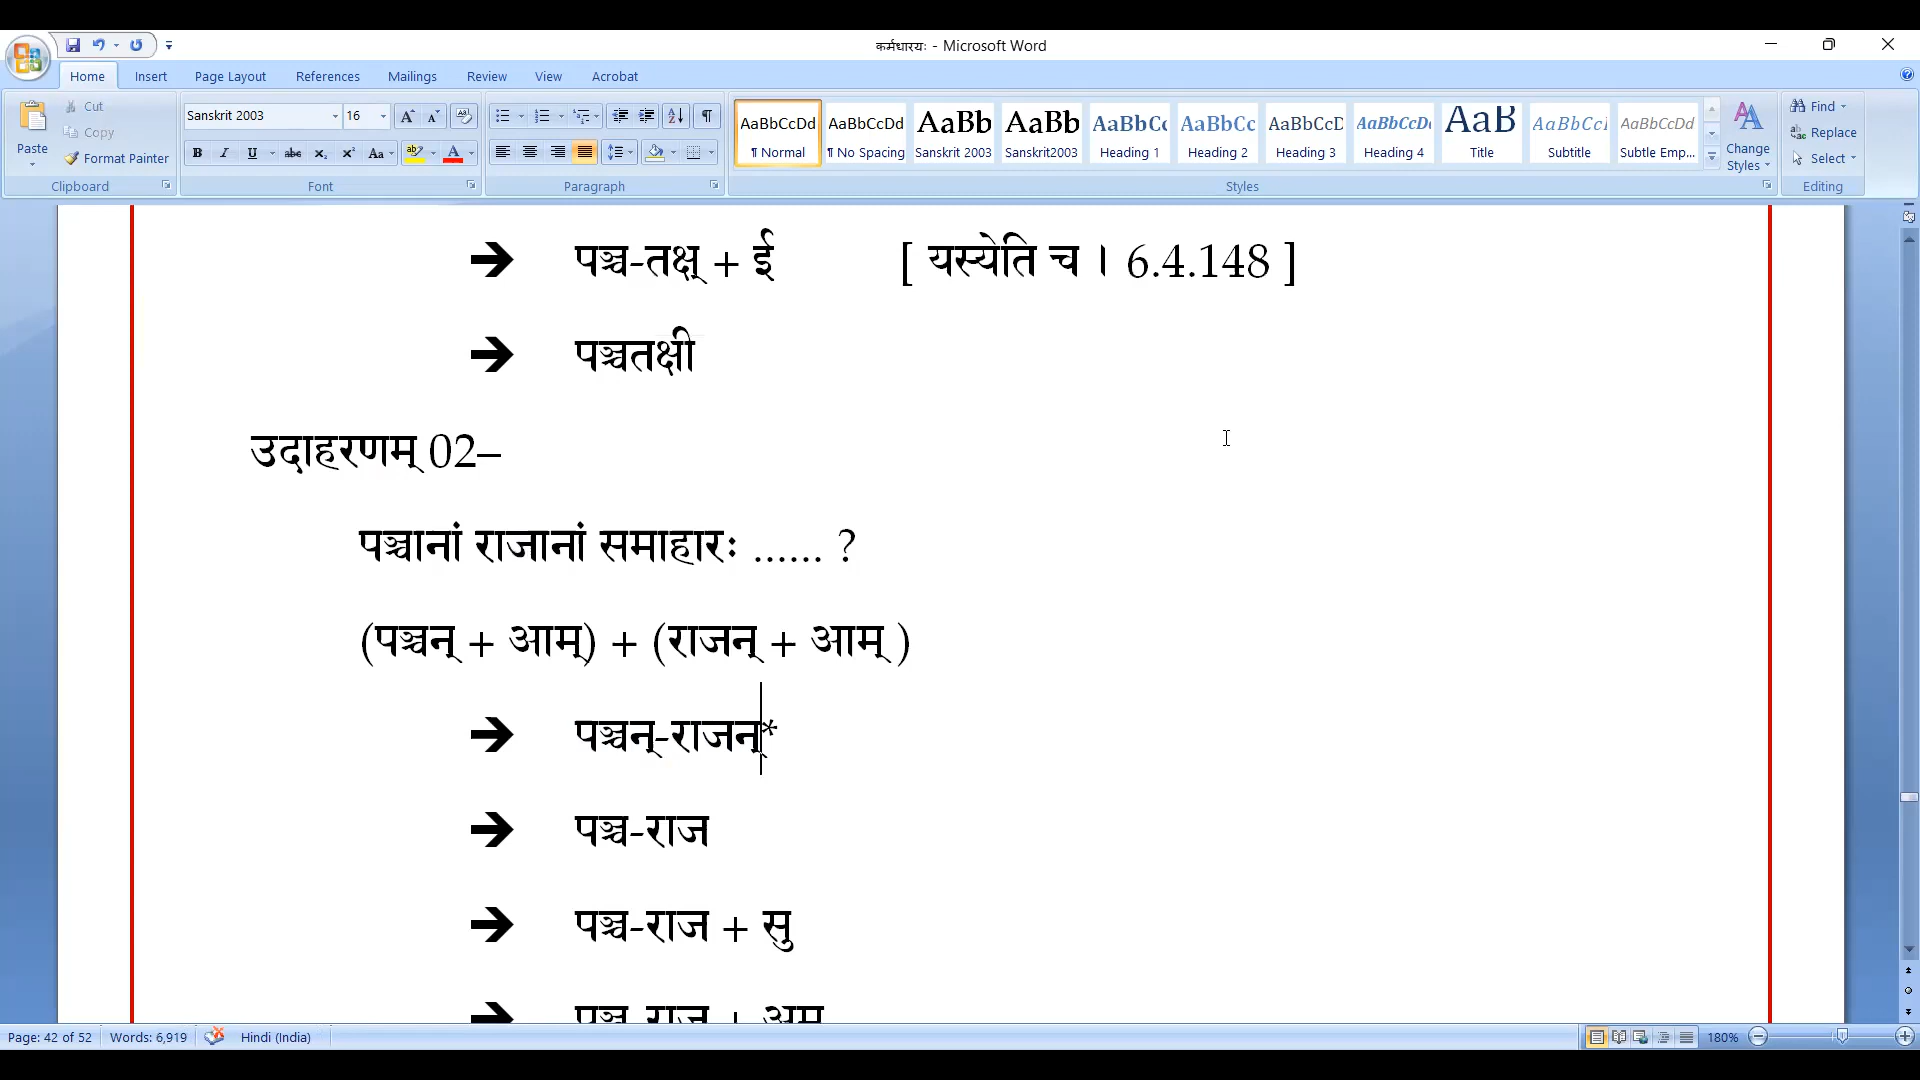 कर्मधारयः - Microsoft Word
Home Insert Page Layout References Mailings Review View Acrobat
Paste
Cut
Copy
Format Painter
Clipboard
Sanskrit 2003 16
Font
Paragraph
AaBbCcDd AaBbCcDd AaBb AaBb AaBbCc AaBbCc AaBbCcD AaBbCcD AaB AaBbCcI AaBbCcDd
¶ Normal ¶ No Spacing Sanskrit 2003 Sanskrit2003 Heading 1 Heading 2 Heading 3 Heading 4 Title Subtitle Subtle Emp...
Styles
Change Styles
Find
Replace
Select
Editing
➔ पञ्च-तक्ष् + ई [ यस्येति च । 6.4.148 ]
➔ पञ्चतक्षी
उदाहरणम् 02–
पञ्चानां राजानां समाहारः ...... ?
(पञ्चन् + आम्) + (राजन् + आम् )
➔ पञ्चन्-राजन्*
➔ पञ्च-राज
➔ पञ्च-राज + सु
➔ पञ्च-राज + अम्
Page: 42 of 52 Words: 6,919 Hindi (India) 180%